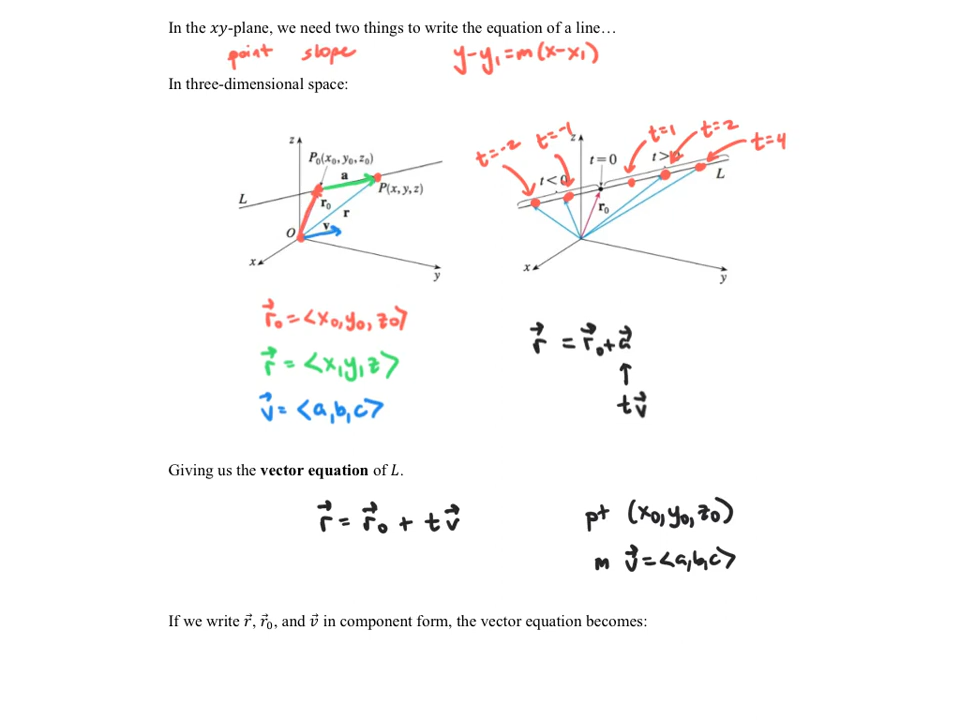 In the xy-plane, we need two things to write the equation of a line…
point slope y-y₁=m(x-x₁)
In three-dimensional space:
z
P₀(x₀, y₀, z₀)
a
P(x, y, z)
L
r₀
r
v
O
x
y
t=-2 t=-1 z t=1 t=2 t=4
t=0 t>0
t<0
L
r₀
x
y
r⃗₀ = <x₀, y₀, z₀>
r⃗ = <x, y, z>
v⃗ = <a, b, c>
r⃗ = r⃗₀ + a⃗
↑
tv⃗
Giving us the vector equation of L.
r⃗ = r⃗₀ + t v⃗
pt (x₀, y₀, z₀)
m v⃗ = <a, b, c>
If we write r⃗, r⃗₀, and v⃗ in component form, the vector equation becomes: